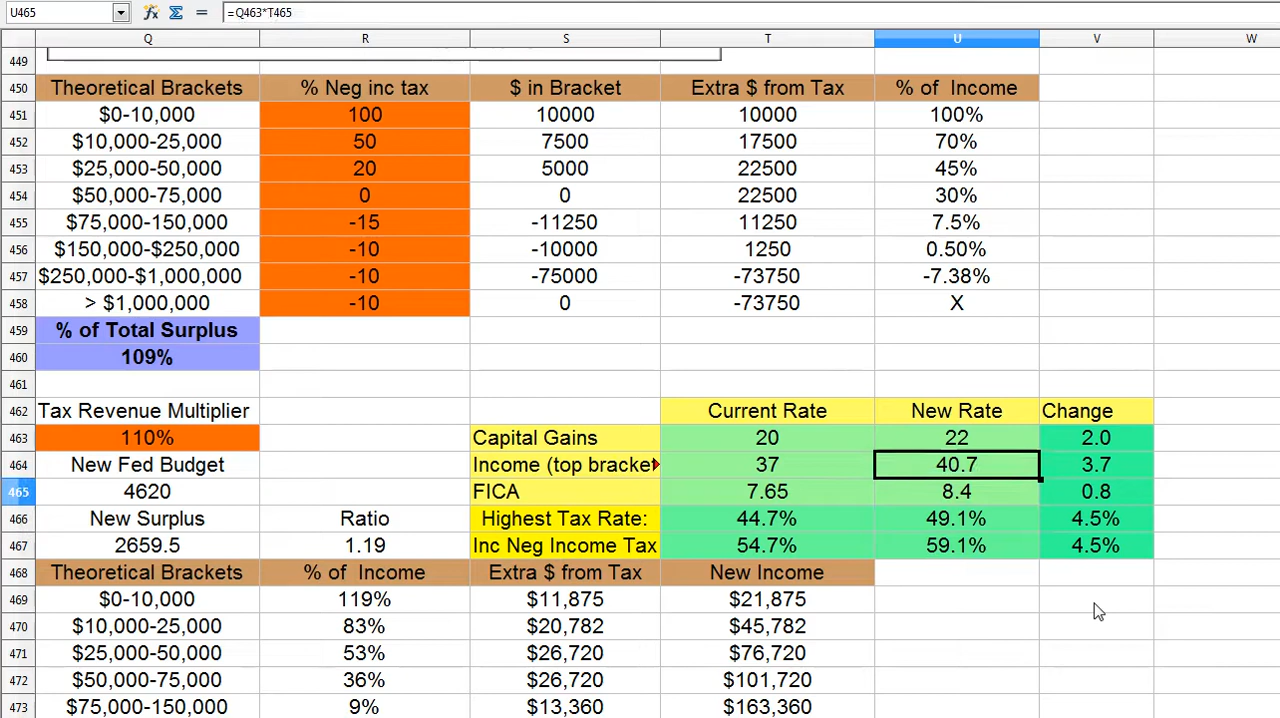 U465 =Q463*T465
Q R S T U V W
449
450 Theoretical Brackets % Neg inc tax $ in Bracket Extra $ from Tax % of Income
451 $0-10,000 100 10000 10000 100%
452 $10,000-25,000 50 7500 17500 70%
453 $25,000-50,000 20 5000 22500 45%
454 $50,000-75,000 0 0 22500 30%
455 $75,000-150,000 -15 -11250 11250 7.5%
456 $150,000-$250,000 -10 -10000 1250 0.50%
457 $250,000-$1,000,000 -10 -75000 -73750 -7.38%
458 > $1,000,000 -10 0 -73750 X
459 % of Total Surplus
460 109%
461
462 Tax Revenue Multiplier Current Rate New Rate Change
463 110% Capital Gains 20 22 2.0
464 New Fed Budget Income (top bracket 37 40.7 3.7
465 4620 FICA 7.65 8.4 0.8
466 New Surplus Ratio Highest Tax Rate: 44.7% 49.1% 4.5%
467 2659.5 1.19 Inc Neg Income Tax 54.7% 59.1% 4.5%
468 Theoretical Brackets % of Income Extra $ from Tax New Income
469 $0-10,000 119% $11,875 $21,875
470 $10,000-25,000 83% $20,782 $45,782
471 $25,000-50,000 53% $26,720 $76,720
472 $50,000-75,000 36% $26,720 $101,720
473 $75,000-150,000 9% $13,360 $163,360